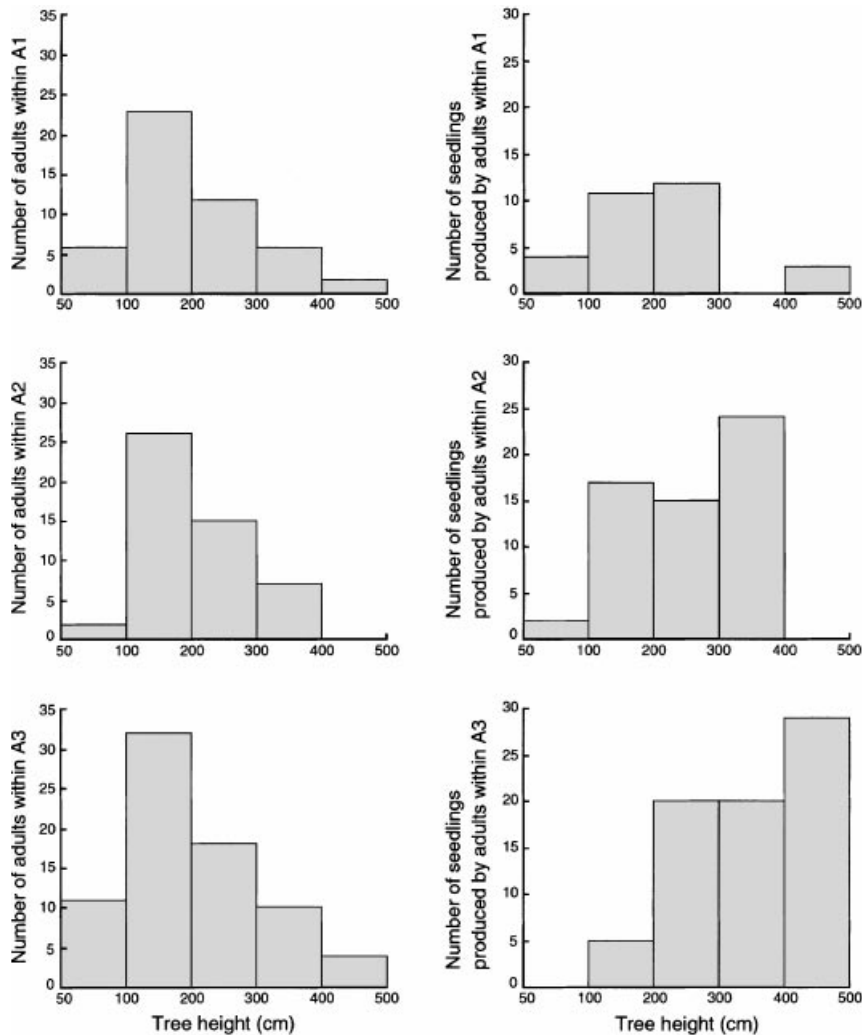 Number of adults within A1
35
30
25
20
15
10
5
0
50 100 200 300 400 500
Number of seedlings
produced by adults within A1
30
25
20
15
10
5
0
50 100 200 300 400 500
Number of adults within A2
35
30
25
20
15
10
5
0
50 100 200 300 400 500
Number of seedlings
produced by adults within A2
30
25
20
15
10
5
0
50 100 200 300 400 500
Number of adults within A3
35
30
25
20
15
10
5
0
50 100 200 300 400 500
Tree height (cm)
Number of seedlings
produced by adults within A3
30
25
20
15
10
5
0
50 100 200 300 400 500
Tree height (cm)